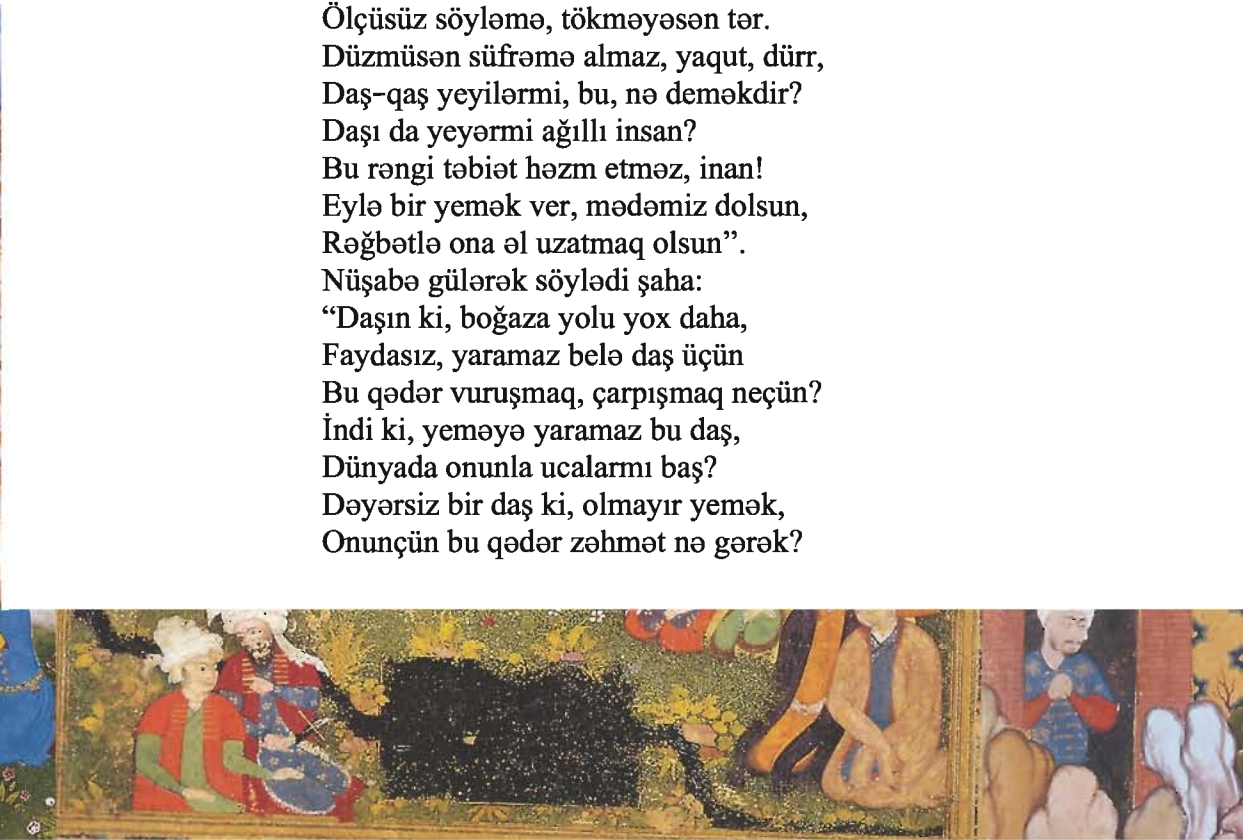 Ölçüsüz söyləmə, tökməyəsən tər.
Düzmüsən süfrəmə almaz, yaqut, dürr,
Daş-qaş yeyilərmi, bu, nə deməkdir?
Daşı da yeyərmi ağıllı insan?
Bu rəngi təbiət həzm etməz, inan!
Eylə bir yemək ver, mədəmiz dolsun,
Rəğbətlə ona əl uzatmaq olsun”.
Nüşabə gülərək söylədi şaha:
“Daşın ki, boğaza yolu yox daha,
Faydasız, yaramaz belə daş üçün
Bu qədər vuruşmaq, çarpışmaq neçün?
İndi ki, yeməyə yaramaz bu daş,
Dünyada onunla ucalarmı baş?
Dəyərsiz bir daş ki, olmayır yemək,
Onunçün bu qədər zəhmət nə gərək?